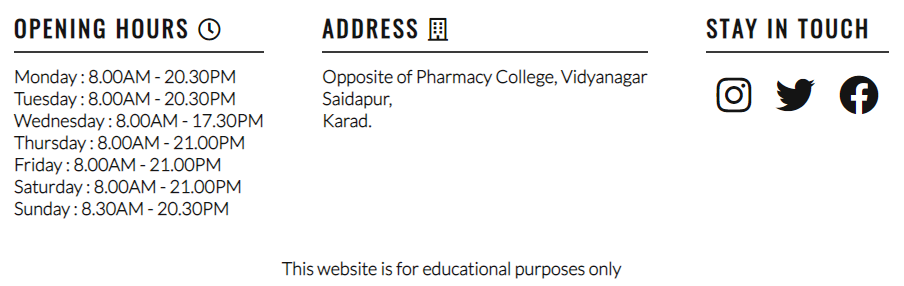 OPENING HOURS
Monday : 8.00AM - 20.30PM
Tuesday : 8.00AM - 20.30PM
Wednesday : 8.00AM - 17.30PM
Thursday : 8.00AM - 21.00PM
Friday : 8.00AM - 21.00PM
Saturday : 8.00AM - 21.00PM
Sunday : 8.30AM - 20.30PM
ADDRESS
Opposite of Pharmacy College, Vidyanagar
Saidapur,
Karad.
STAY IN TOUCH
This website is for educational purposes only